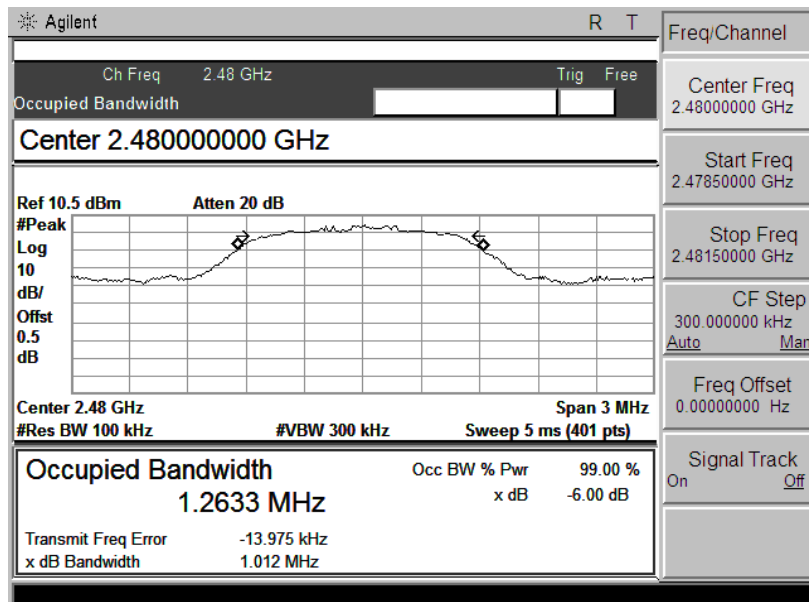 Agilent
R T
Freq/Channel
Ch Freq 2.48 GHz Trig Free
Occupied Bandwidth
Center 2.480000000 GHz
Center Freq
2.48000000 GHz
Start Freq
2.47850000 GHz
Stop Freq
2.48150000 GHz
CF Step
300.000000 kHz
Auto Man
Freq Offset
0.00000000 Hz
Signal Track
On Off
Ref 10.5 dBm Atten 20 dB
#Peak
Log
10
dB/
Offst
0.5
dB
Center 2.48 GHz Span 3 MHz
#Res BW 100 kHz #VBW 300 kHz Sweep 5 ms (401 pts)
Occupied Bandwidth
1.2633 MHz
Occ BW % Pwr 99.00 %
x dB -6.00 dB
Transmit Freq Error -13.975 kHz
x dB Bandwidth 1.012 MHz